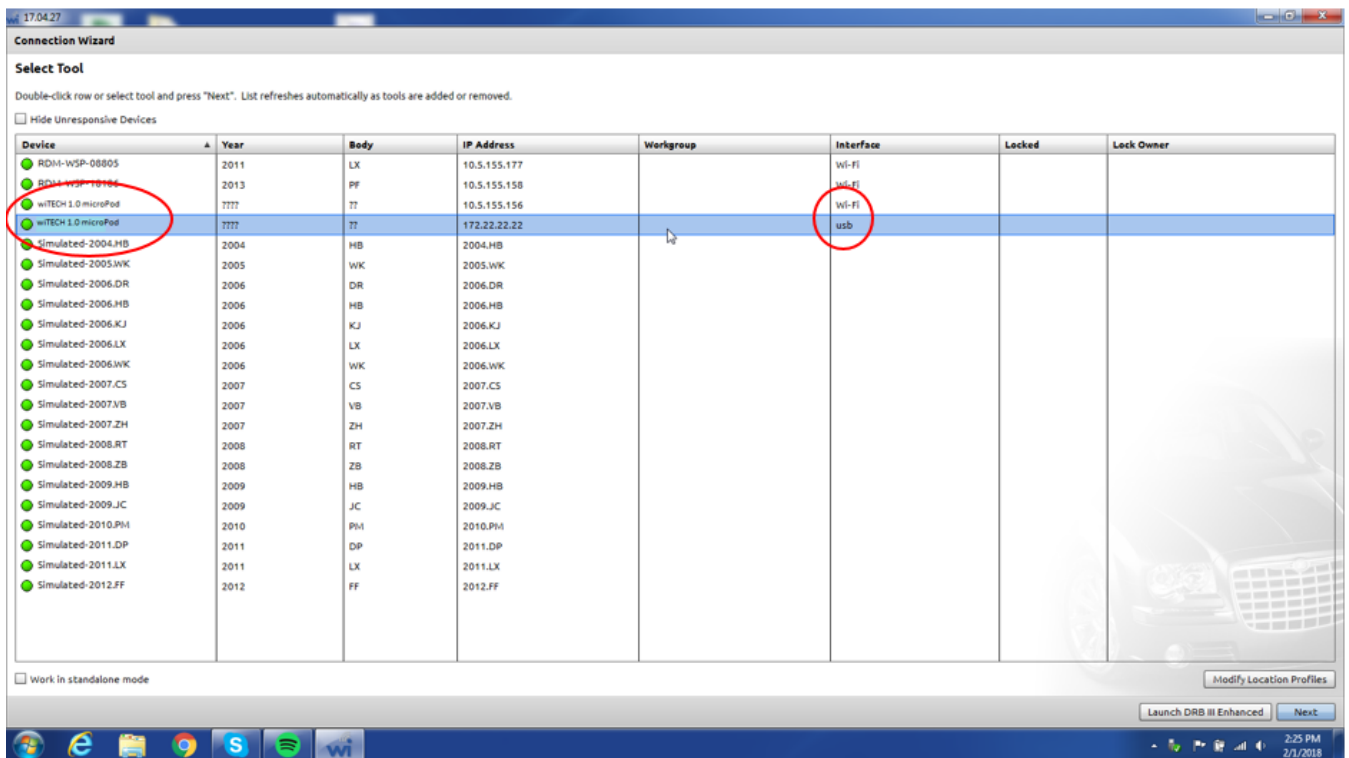 wi 17.04.27
Connection Wizard
Select Tool
Double-click row or select tool and press "Next". List refreshes automatically as tools are added or removed.
Hide Unresponsive Devices
Device Year Body IP Address Workgroup Interface Locked Lock Owner
RDM-WSP-08805 2011 LX 10.5.155.177 Wi-Fi
RDM-WSP-10186 2013 PF 10.5.155.158 Wi-Fi
wiTECH 1.0 microPod ???? ?? 10.5.155.156 Wi-Fi
wiTECH 1.0 microPod ???? ?? 172.22.22.22 usb
Simulated-2004.HB 2004 HB 2004.HB
Simulated-2005.WK 2005 WK 2005.WK
Simulated-2006.DR 2006 DR 2006.DR
Simulated-2006.HB 2006 HB 2006.HB
Simulated-2006.KJ 2006 KJ 2006.KJ
Simulated-2006.LX 2006 LX 2006.LX
Simulated-2006.WK 2006 WK 2006.WK
Simulated-2007.CS 2007 CS 2007.CS
Simulated-2007.VB 2007 VB 2007.VB
Simulated-2007.ZH 2007 ZH 2007.ZH
Simulated-2008.RT 2008 RT 2008.RT
Simulated-2008.ZB 2008 ZB 2008.ZB
Simulated-2009.HB 2009 HB 2009.HB
Simulated-2009.JC 2009 JC 2009.JC
Simulated-2010.PM 2010 PM 2010.PM
Simulated-2011.DP 2011 DP 2011.DP
Simulated-2011.LX 2011 LX 2011.LX
Simulated-2012.FF 2012 FF 2012.FF
Work in standalone mode Modify Location Profiles
Launch DRB III Enhanced Next
wi 2:25 PM
2/1/2018